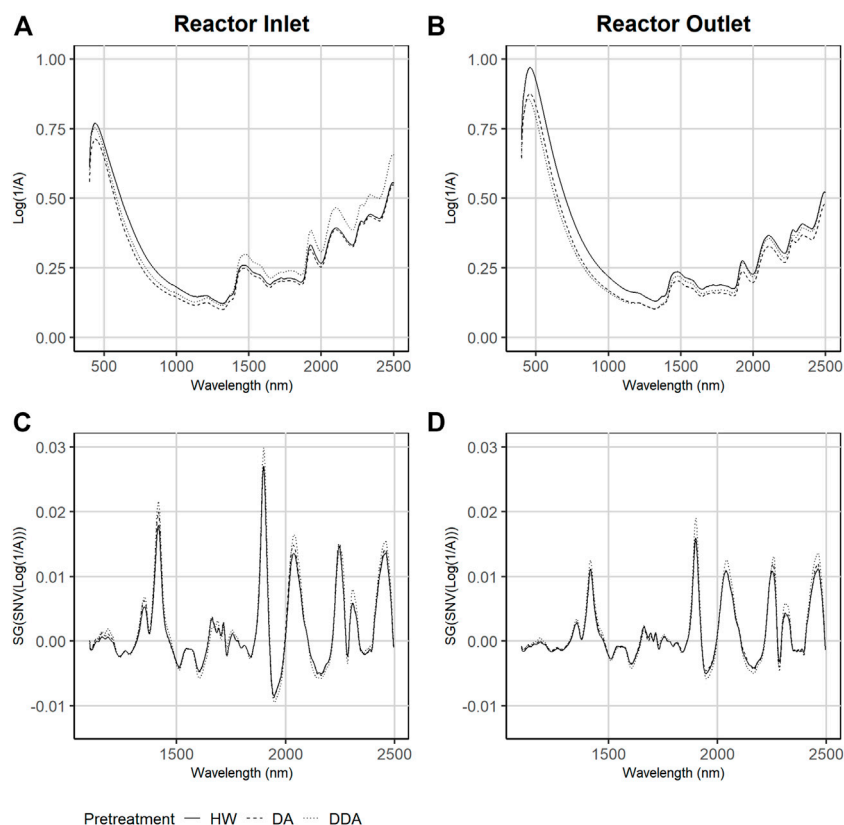 A Reactor Inlet
B Reactor Outlet
1.00
0.75
0.50
0.25
0.00
Log(1/A)
500 1000 1500 2000 2500
Wavelength (nm)
1.00
0.75
0.50
0.25
0.00
Log(1/A)
500 1000 1500 2000 2500
Wavelength (nm)
C
0.03
0.02
0.01
0.00
-0.01
SG(SNV(Log(1/A)))
1500 2000 2500
Wavelength (nm)
D
0.03
0.02
0.01
0.00
-0.01
SG(SNV(Log(1/A)))
1500 2000 2500
Wavelength (nm)
Pretreatment HW DA DDA